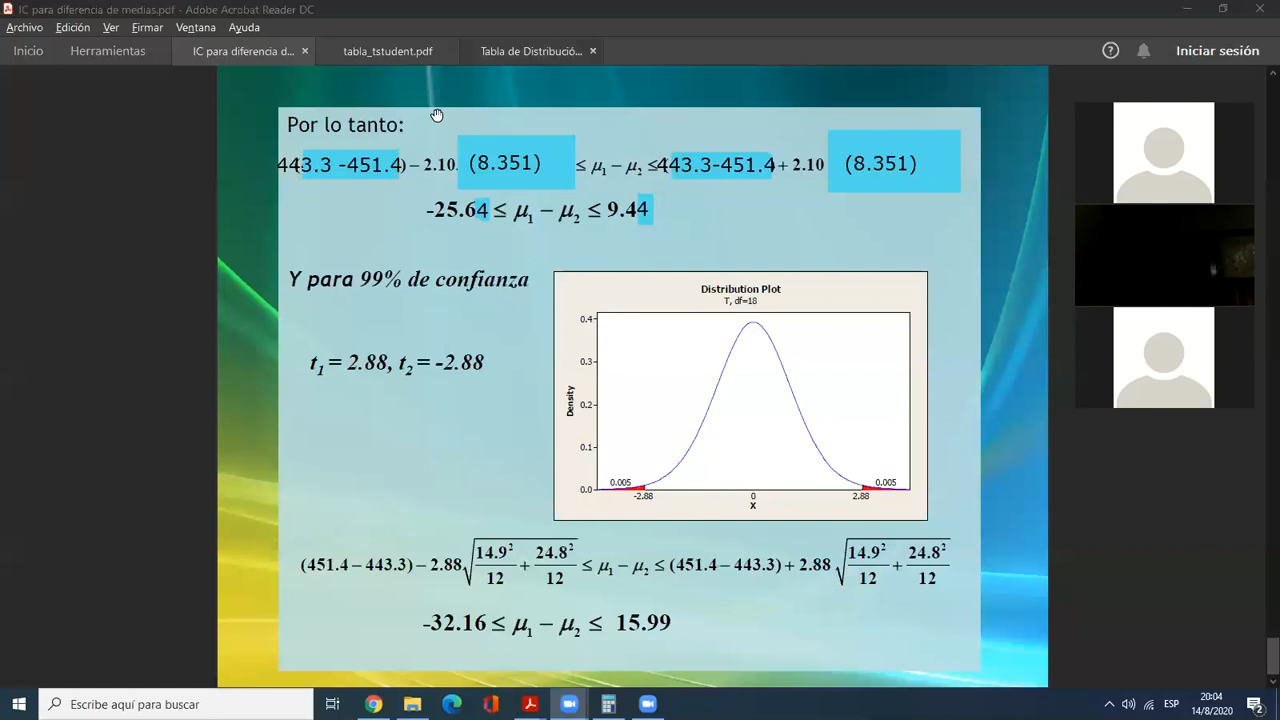 IC para diferencia de medias.pdf - Adobe Acrobat Reader DC
Archivo Edición Ver Firmar Ventana Ayuda
Inicio Herramientas IC para diferencia d... × tabla_tstudent.pdf Tabla de Distribució... × Iniciar sesión
Por lo tanto:
443.3 -451.4) − 2.10 (8.351) ≤ μ1 − μ2 ≤ 443.3-451.4) + 2.10 (8.351)
-25.64 ≤ μ1 − μ2 ≤ 9.44
Y para 99% de confianza
Distribution Plot
T, df=18
0.4
0.3
0.2
0.1
0.0
Density
0.005
0.005
-2.88 0 2.88
X
t1 = 2.88, t2 = -2.88
(451.4 − 443.3) − 2.88 √(14.9²/12 + 24.8²/12) ≤ μ1 − μ2 ≤ (451.4 − 443.3) + 2.88 √(14.9²/12 + 24.8²/12)
-32.16 ≤ μ1 − μ2 ≤ 15.99
Escribe aquí para buscar
ESP
20:04
14/8/2020
2